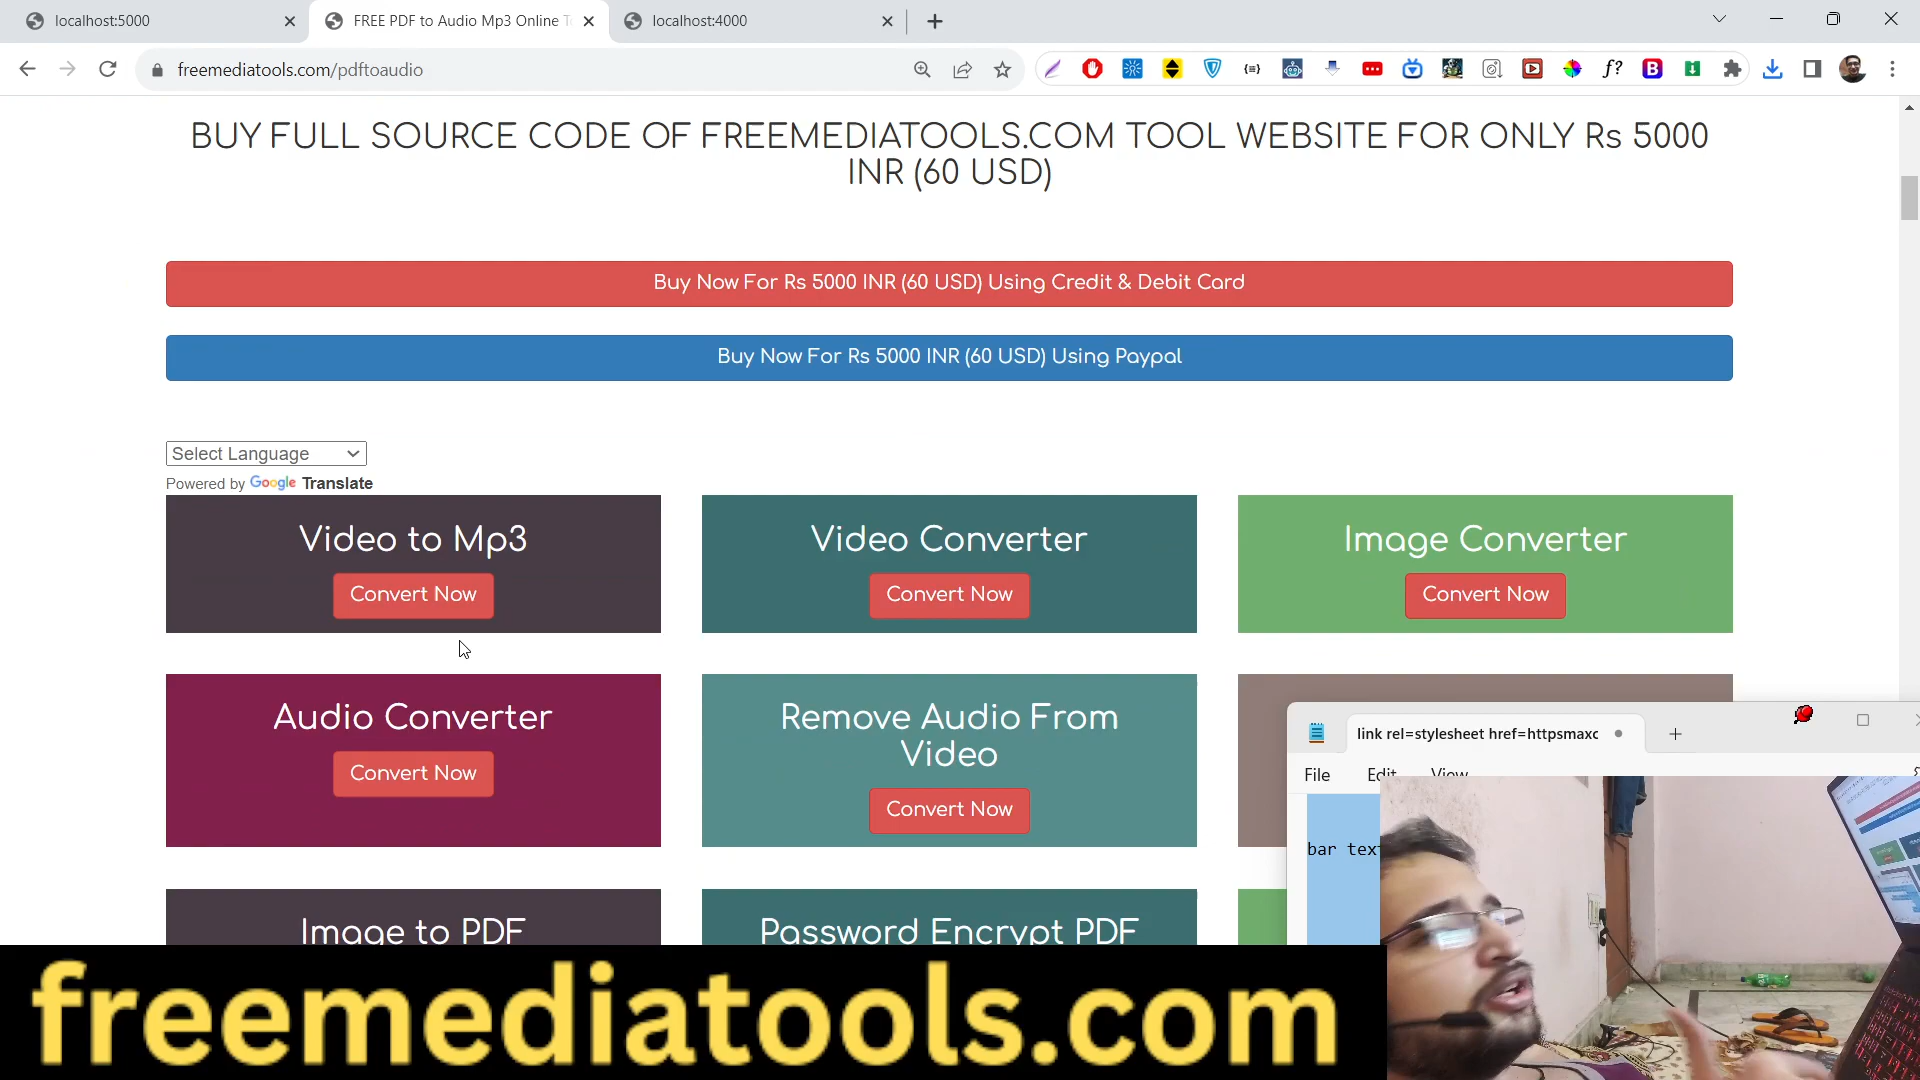 localhost:5000
FREE PDF to Audio Mp3 Online T
localhost:4000
freemediatools.com/pdftoaudio
BUY FULL SOURCE CODE OF FREEMEDIATOOLS.COM TOOL WEBSITE FOR ONLY Rs 5000
INR (60 USD)
Buy Now For Rs 5000 INR (60 USD) Using Credit & Debit Card
Buy Now For Rs 5000 INR (60 USD) Using Paypal
Select Language
Powered by Google Translate
Video to Mp3
Convert Now
Video Converter
Convert Now
Image Converter
Convert Now
Audio Converter
Convert Now
Remove Audio From
Video
Convert Now
link rel=stylesheet href=httpsmaxc
File Edit View
bar text
Image to PDF
Password Encrypt PDF
freemediatools.com